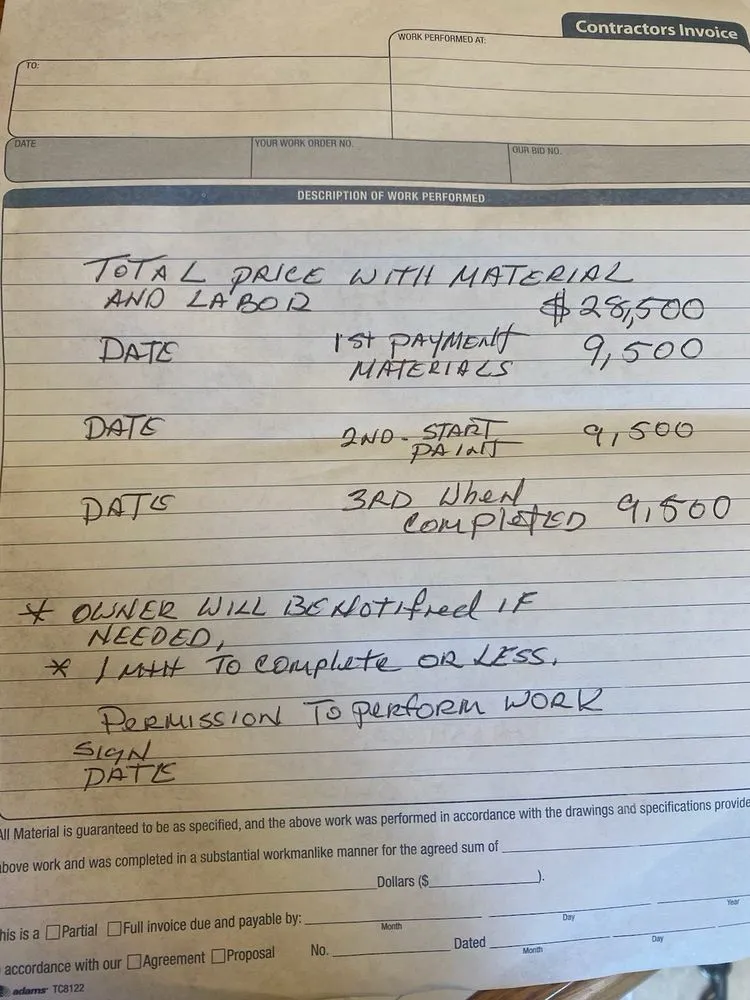 Contractors Invoice
WORK PERFORMED AT:
TO:
DATE
YOUR WORK ORDER NO.
OUR BID NO.
DESCRIPTION OF WORK PERFORMED
TOTAL PRICE WITH MATERIAL
AND LABOR $28,500
DATE 1st PAYMENT 9,500
MATERIALS
DATE 2ND - START 9,500
PAINT
DATE 3RD When 9,500
COMPLETED
* OWNER WILL BE NOTIFIED IF
NEEDED,
* 1 MTH TO COMPLETE OR LESS.
PERMISSION TO PERFORM WORK
SIGN
DATE
All Material is guaranteed to be as specified, and the above work was performed in accordance with the drawings and specifications provide
above work and was completed in a substantial workmanlike manner for the agreed sum of
Dollars ($ ).
his is a Partial Full invoice due and payable by:
Month Day Year
accordance with our Agreement Proposal No. Dated
Month Day
adams TC8122